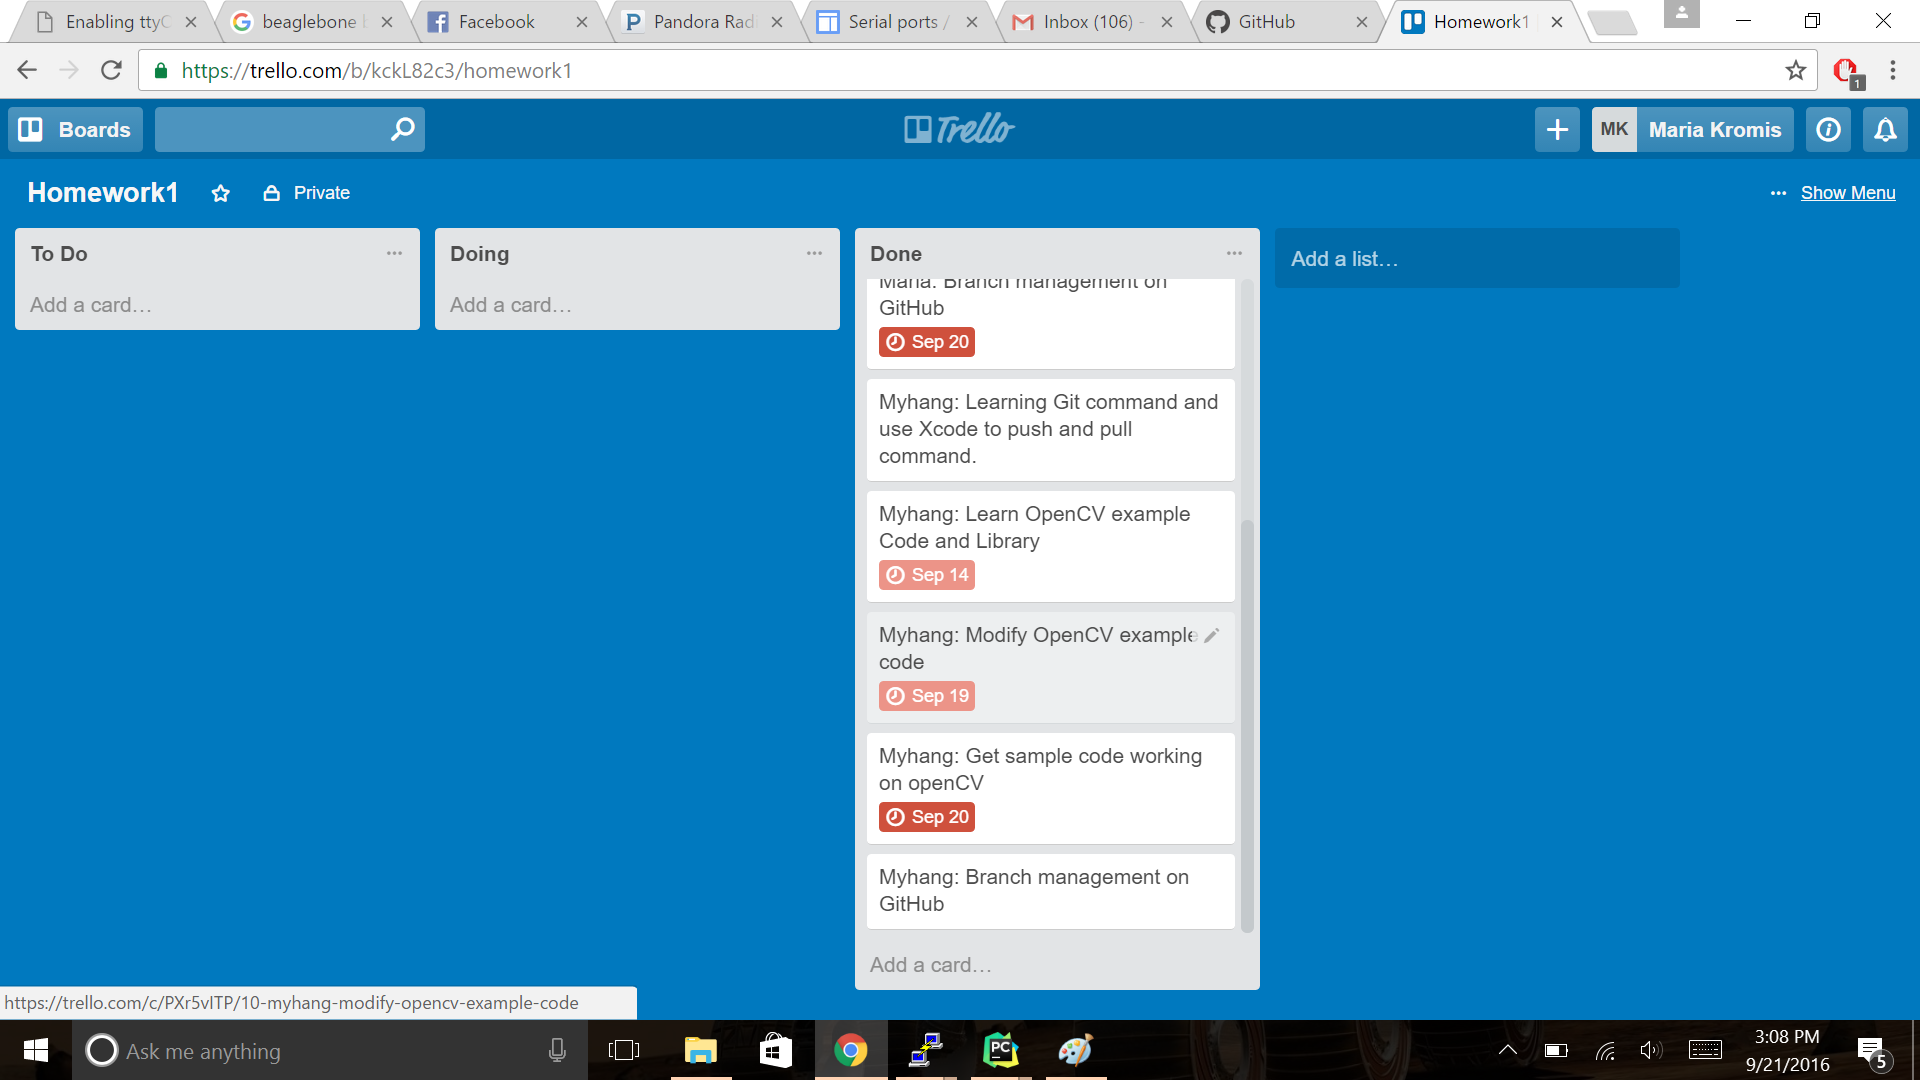 Enabling ttyO
beaglebone b
Facebook
Pandora Rad
Serial ports /
Inbox (106) -
GitHub
Homework1
https://trello.com/b/kckL82c3/homework1
1
Boards
Trello
MK
Maria Kromis
Homework1
Private
... Show Menu
To Do
Add a card…
Doing
Add a card…
Done
Maria: Branch management on
GitHub
Sep 20
Myhang: Learning Git command and
use Xcode to push and pull
command.
Myhang: Learn OpenCV example
Code and Library
Sep 14
Myhang: Modify OpenCV example
code
Sep 19
Myhang: Get sample code working
on openCV
Sep 20
Myhang: Branch management on
GitHub
Add a card…
Add a list…
https://trello.com/c/PXr5vITP/10-myhang-modify-opencv-example-code
Ask me anything
PC
3:08 PM
9/21/2016
5